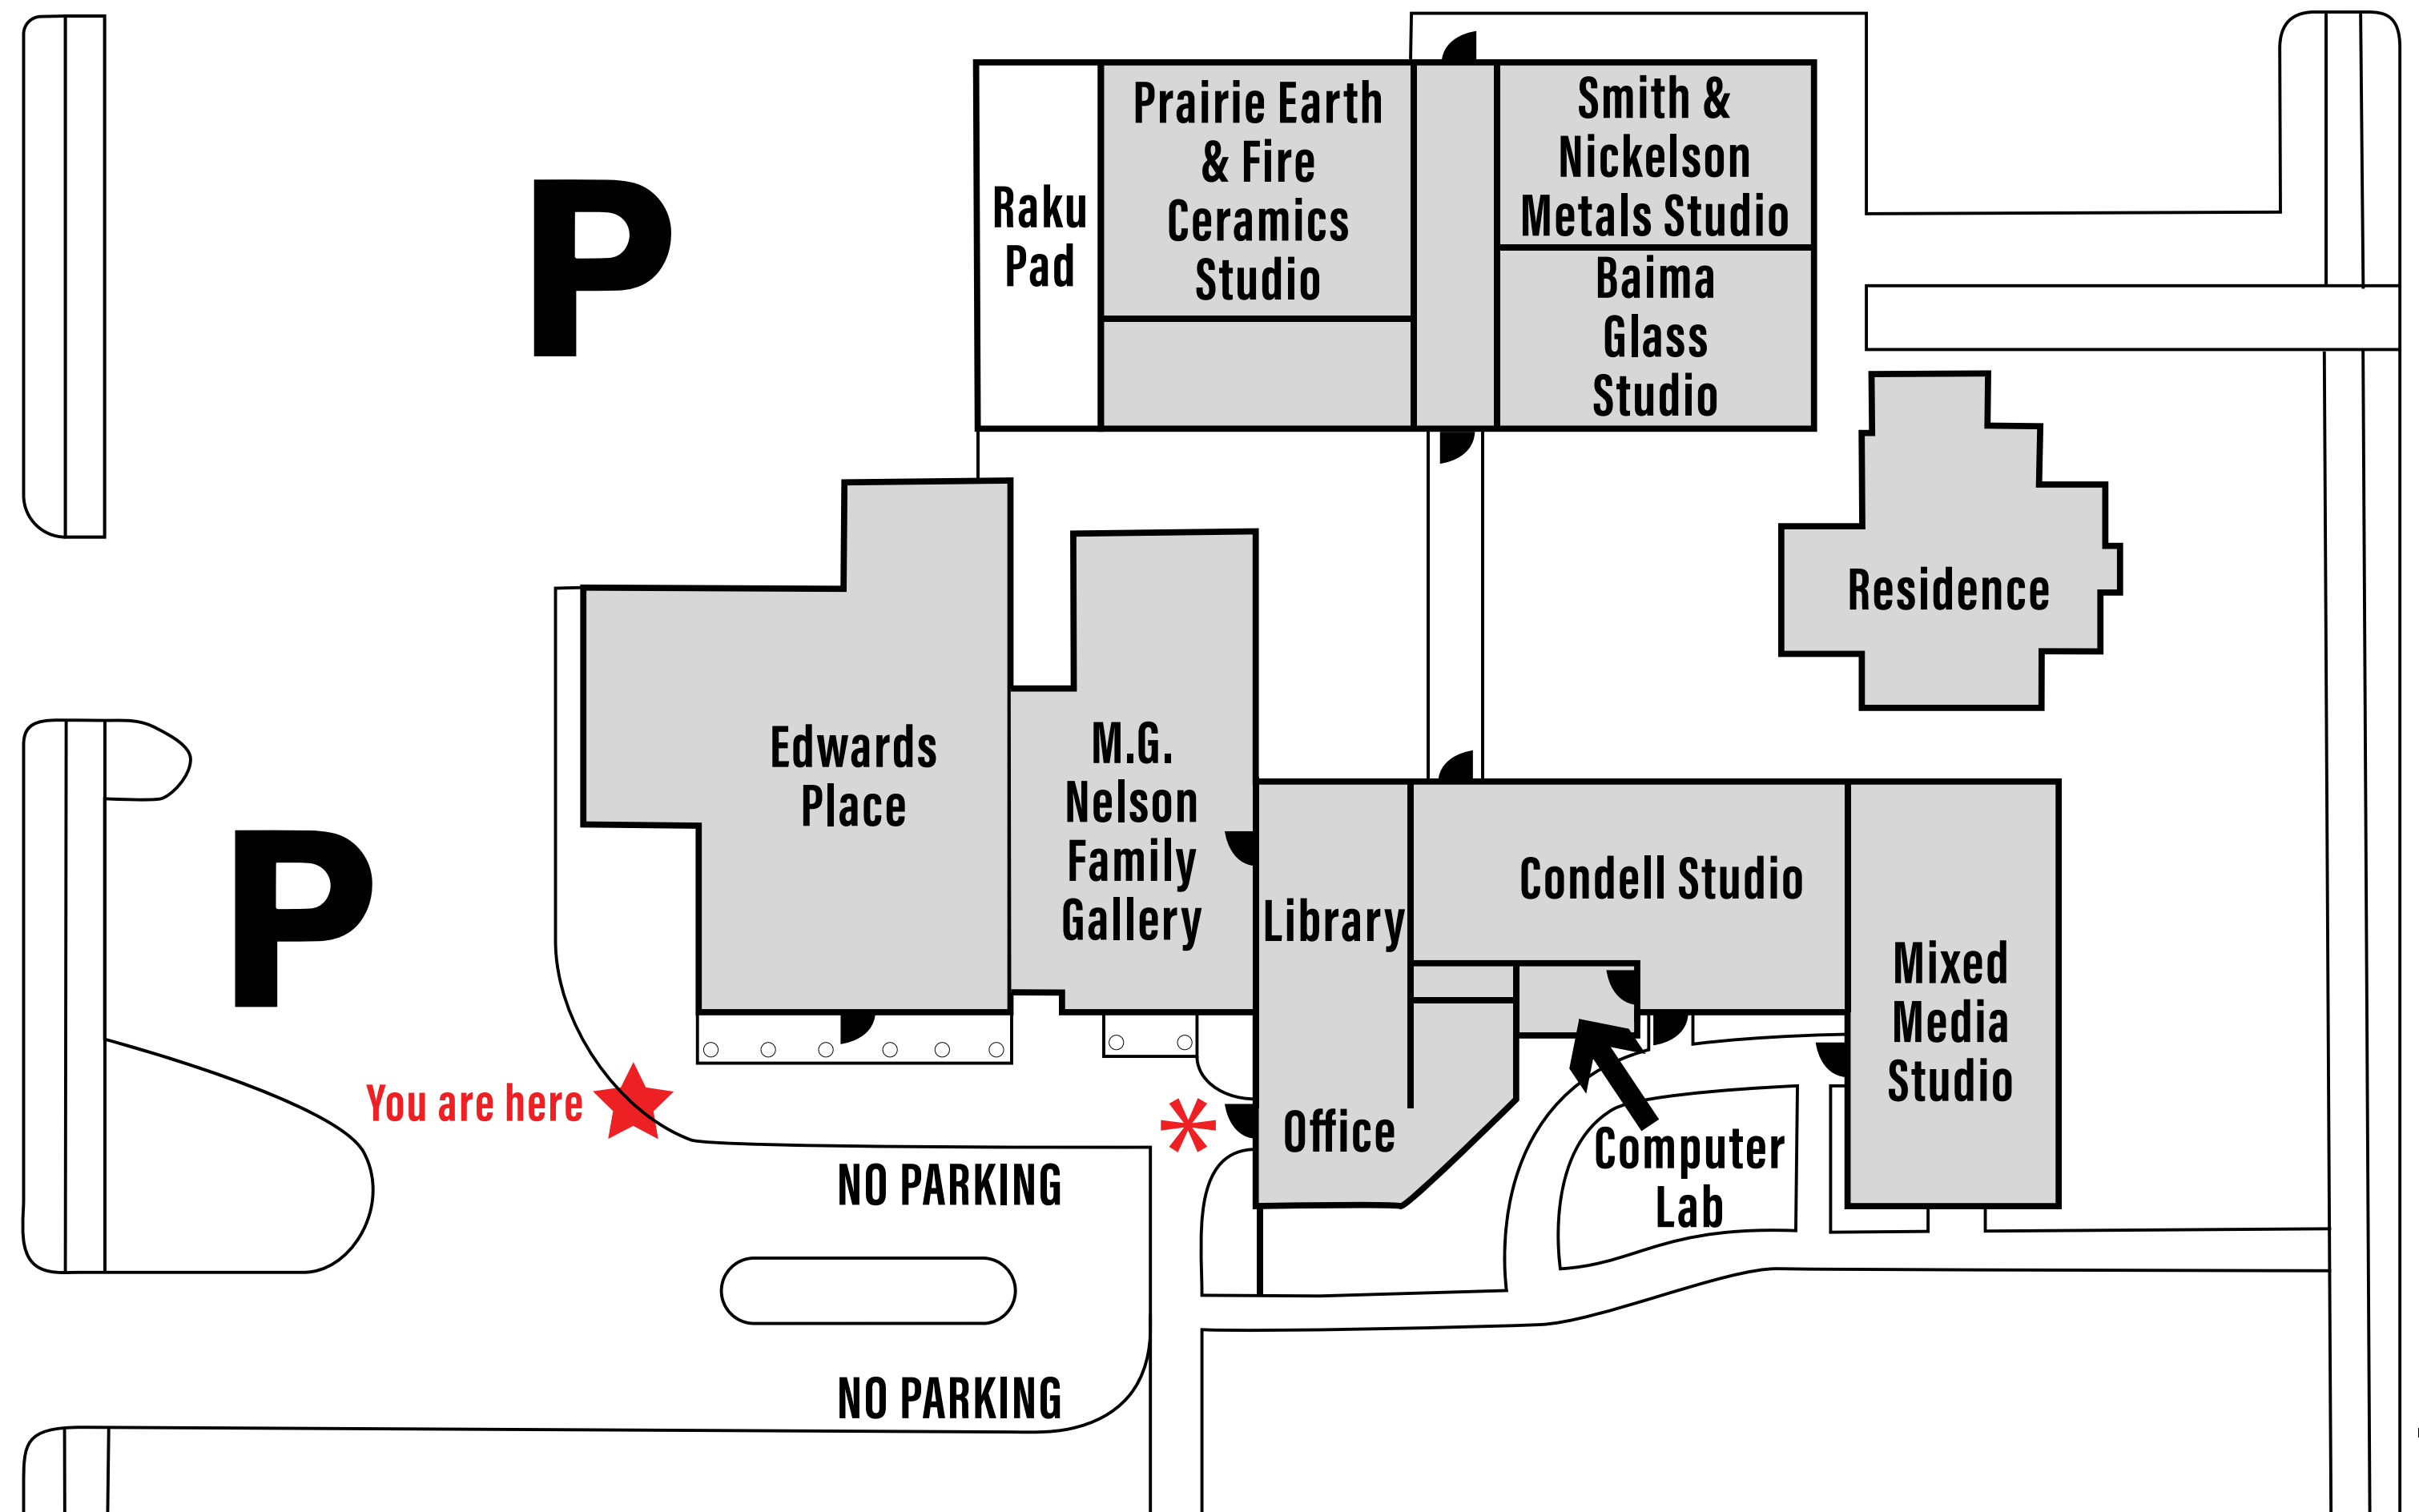 P
Raku
Pad
Prairie Earth
& Fire
Ceramics
Studio
Smith &
Nickelson
Metals Studio
Baima
Glass
Studio
Residence
Edwards
Place
M.G.
Nelson
Family
Gallery
Library
Condell Studio
Mixed
Media
Studio
P
You are here
*
Office
Computer
Lab
NO PARKING
NO PARKING